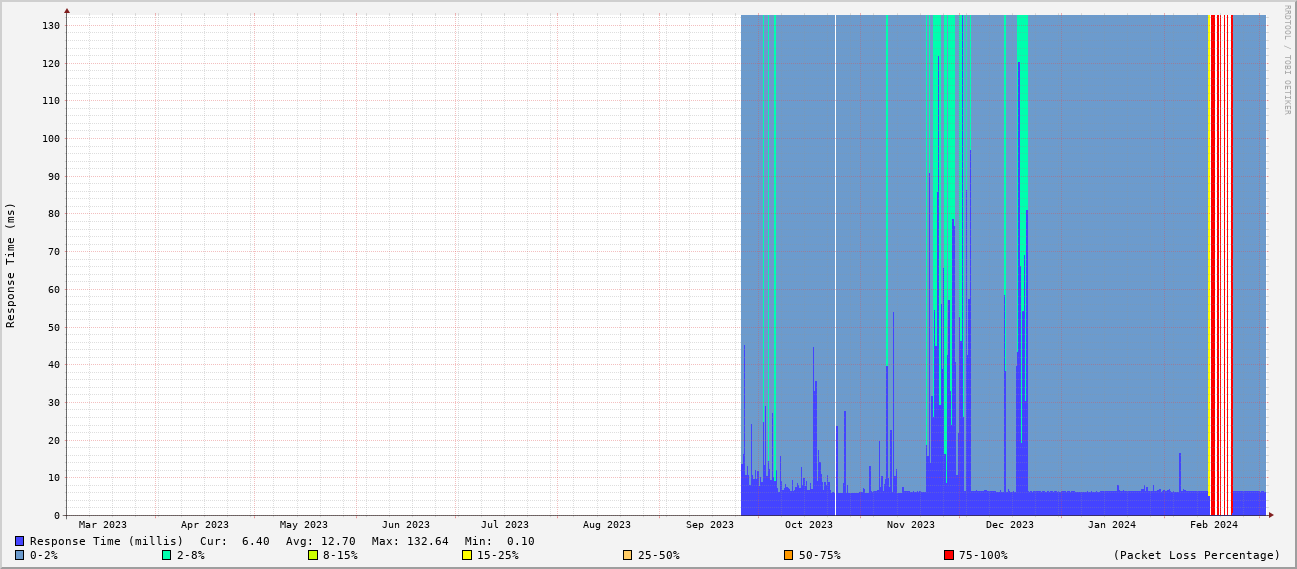 RRDTOOL / TOBI OETIKER
Response Time (ms)
130
120
110
100
90
80
70
60
50
40
30
20
10
0
Mar 2023 Apr 2023 May 2023 Jun 2023 Jul 2023 Aug 2023 Sep 2023 Oct 2023 Nov 2023 Dec 2023 Jan 2024 Feb 2024
Response Time (millis) Cur: 6.40 Avg: 12.70 Max: 132.64 Min: 0.10
0-2% 2-8% 8-15% 15-25% 25-50% 50-75% 75-100% (Packet Loss Percentage)